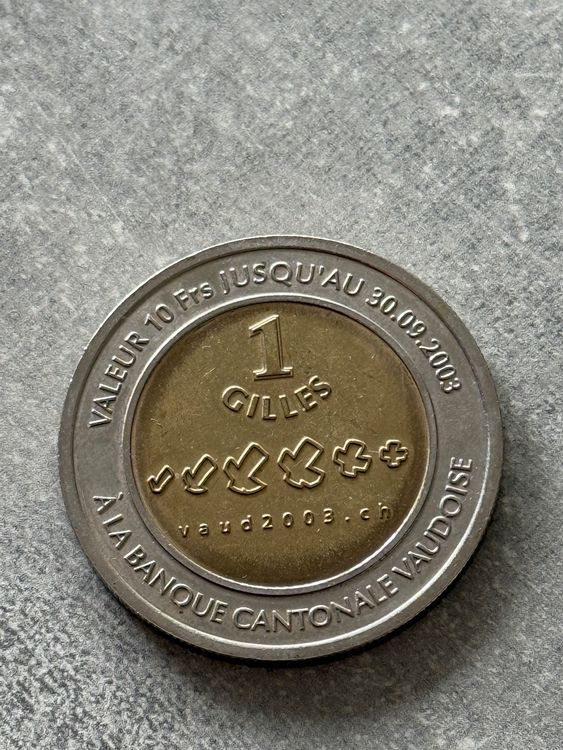 VALEUR 10 Frs JUSQU'AU 30.09.2003
1
GILLES
vaud2003.ch
À LA BANQUE CANTONALE VAUDOISE